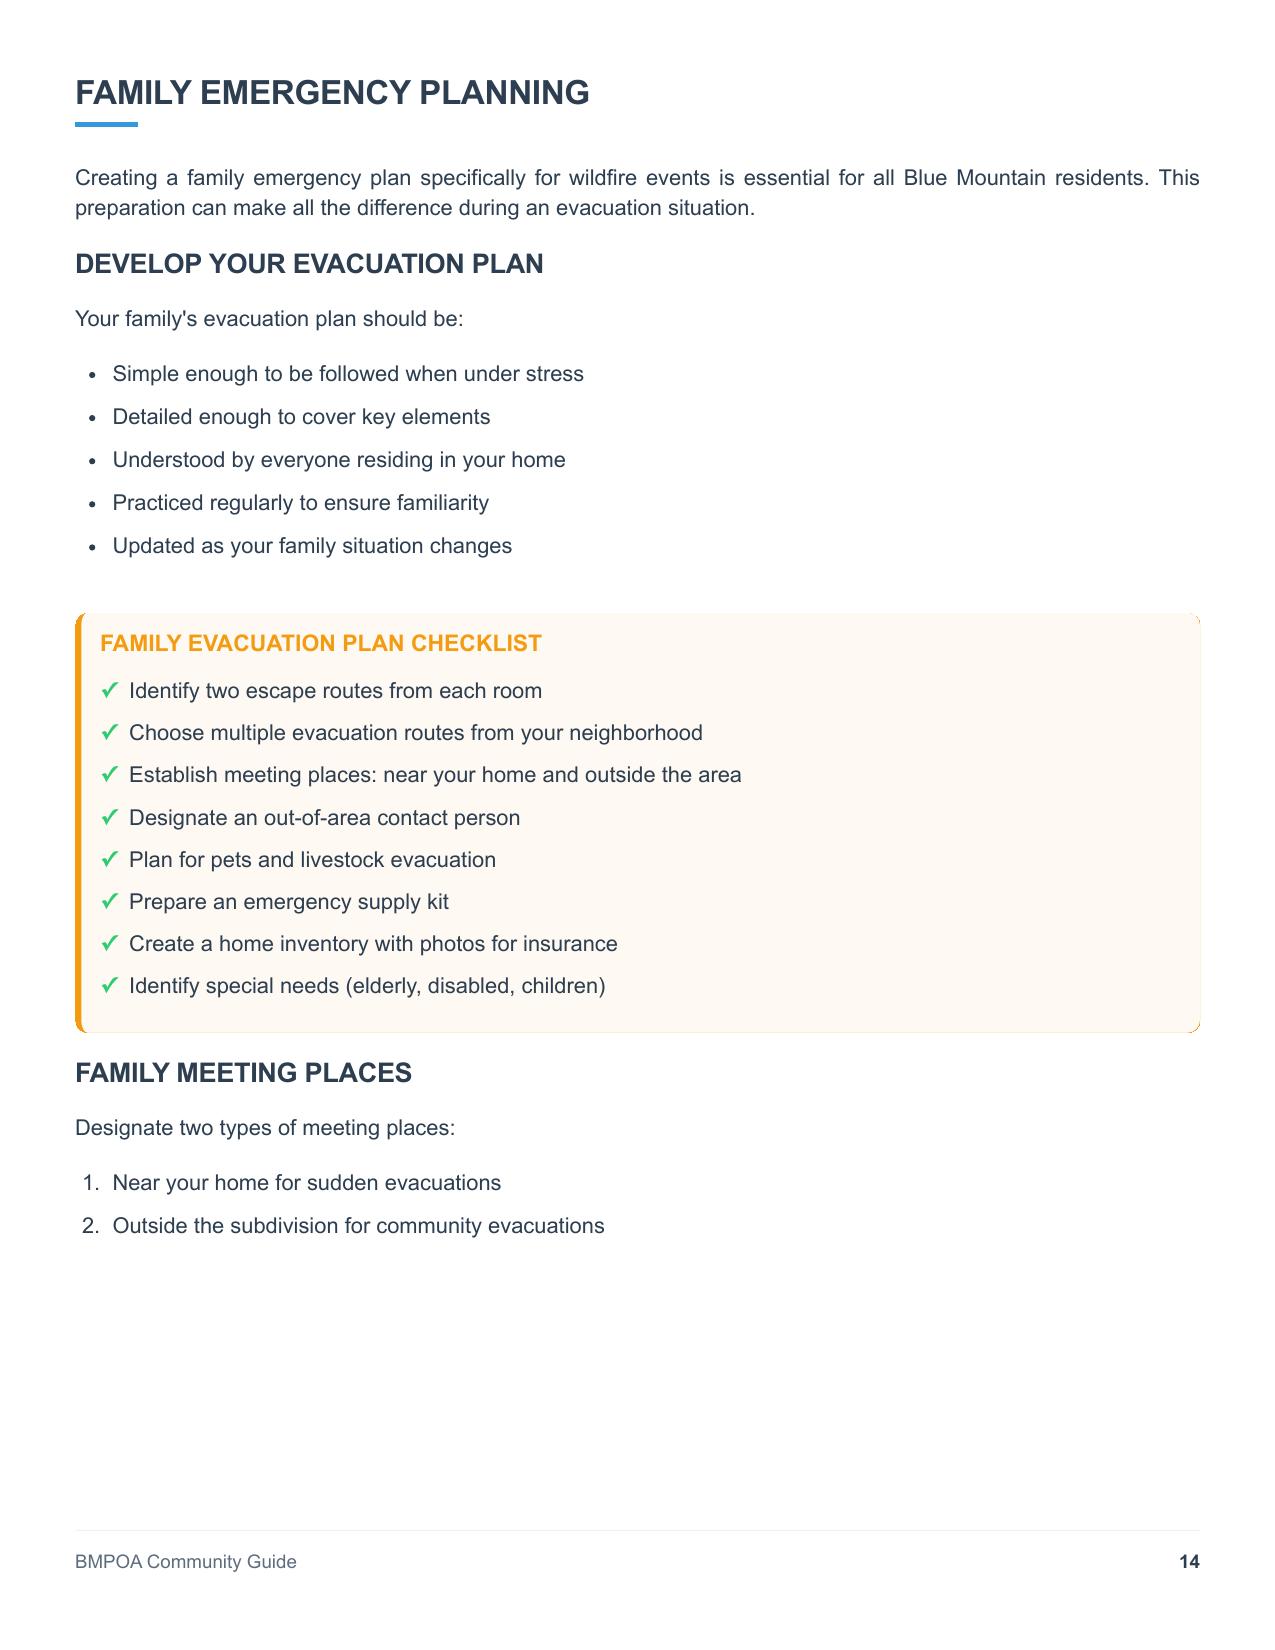 FAMILY EMERGENCY PLANNING
Creating a family emergency plan specifically for wildfire events is essential for all Blue Mountain residents. This
preparation can make all the difference during an evacuation situation.
DEVELOP YOUR EVACUATION PLAN
Your family's evacuation plan should be:
• Simple enough to be followed when under stress
• Detailed enough to cover key elements
• Understood by everyone residing in your home
• Practiced regularly to ensure familiarity
• Updated as your family situation changes
FAMILY EVACUATION PLAN CHECKLIST
✓ Identify two escape routes from each room
✓ Choose multiple evacuation routes from your neighborhood
✓ Establish meeting places: near your home and outside the area
✓ Designate an out-of-area contact person
✓ Plan for pets and livestock evacuation
✓ Prepare an emergency supply kit
✓ Create a home inventory with photos for insurance
✓ Identify special needs (elderly, disabled, children)
FAMILY MEETING PLACES
Designate two types of meeting places:
1. Near your home for sudden evacuations
2. Outside the subdivision for community evacuations
BMPOA Community Guide
14